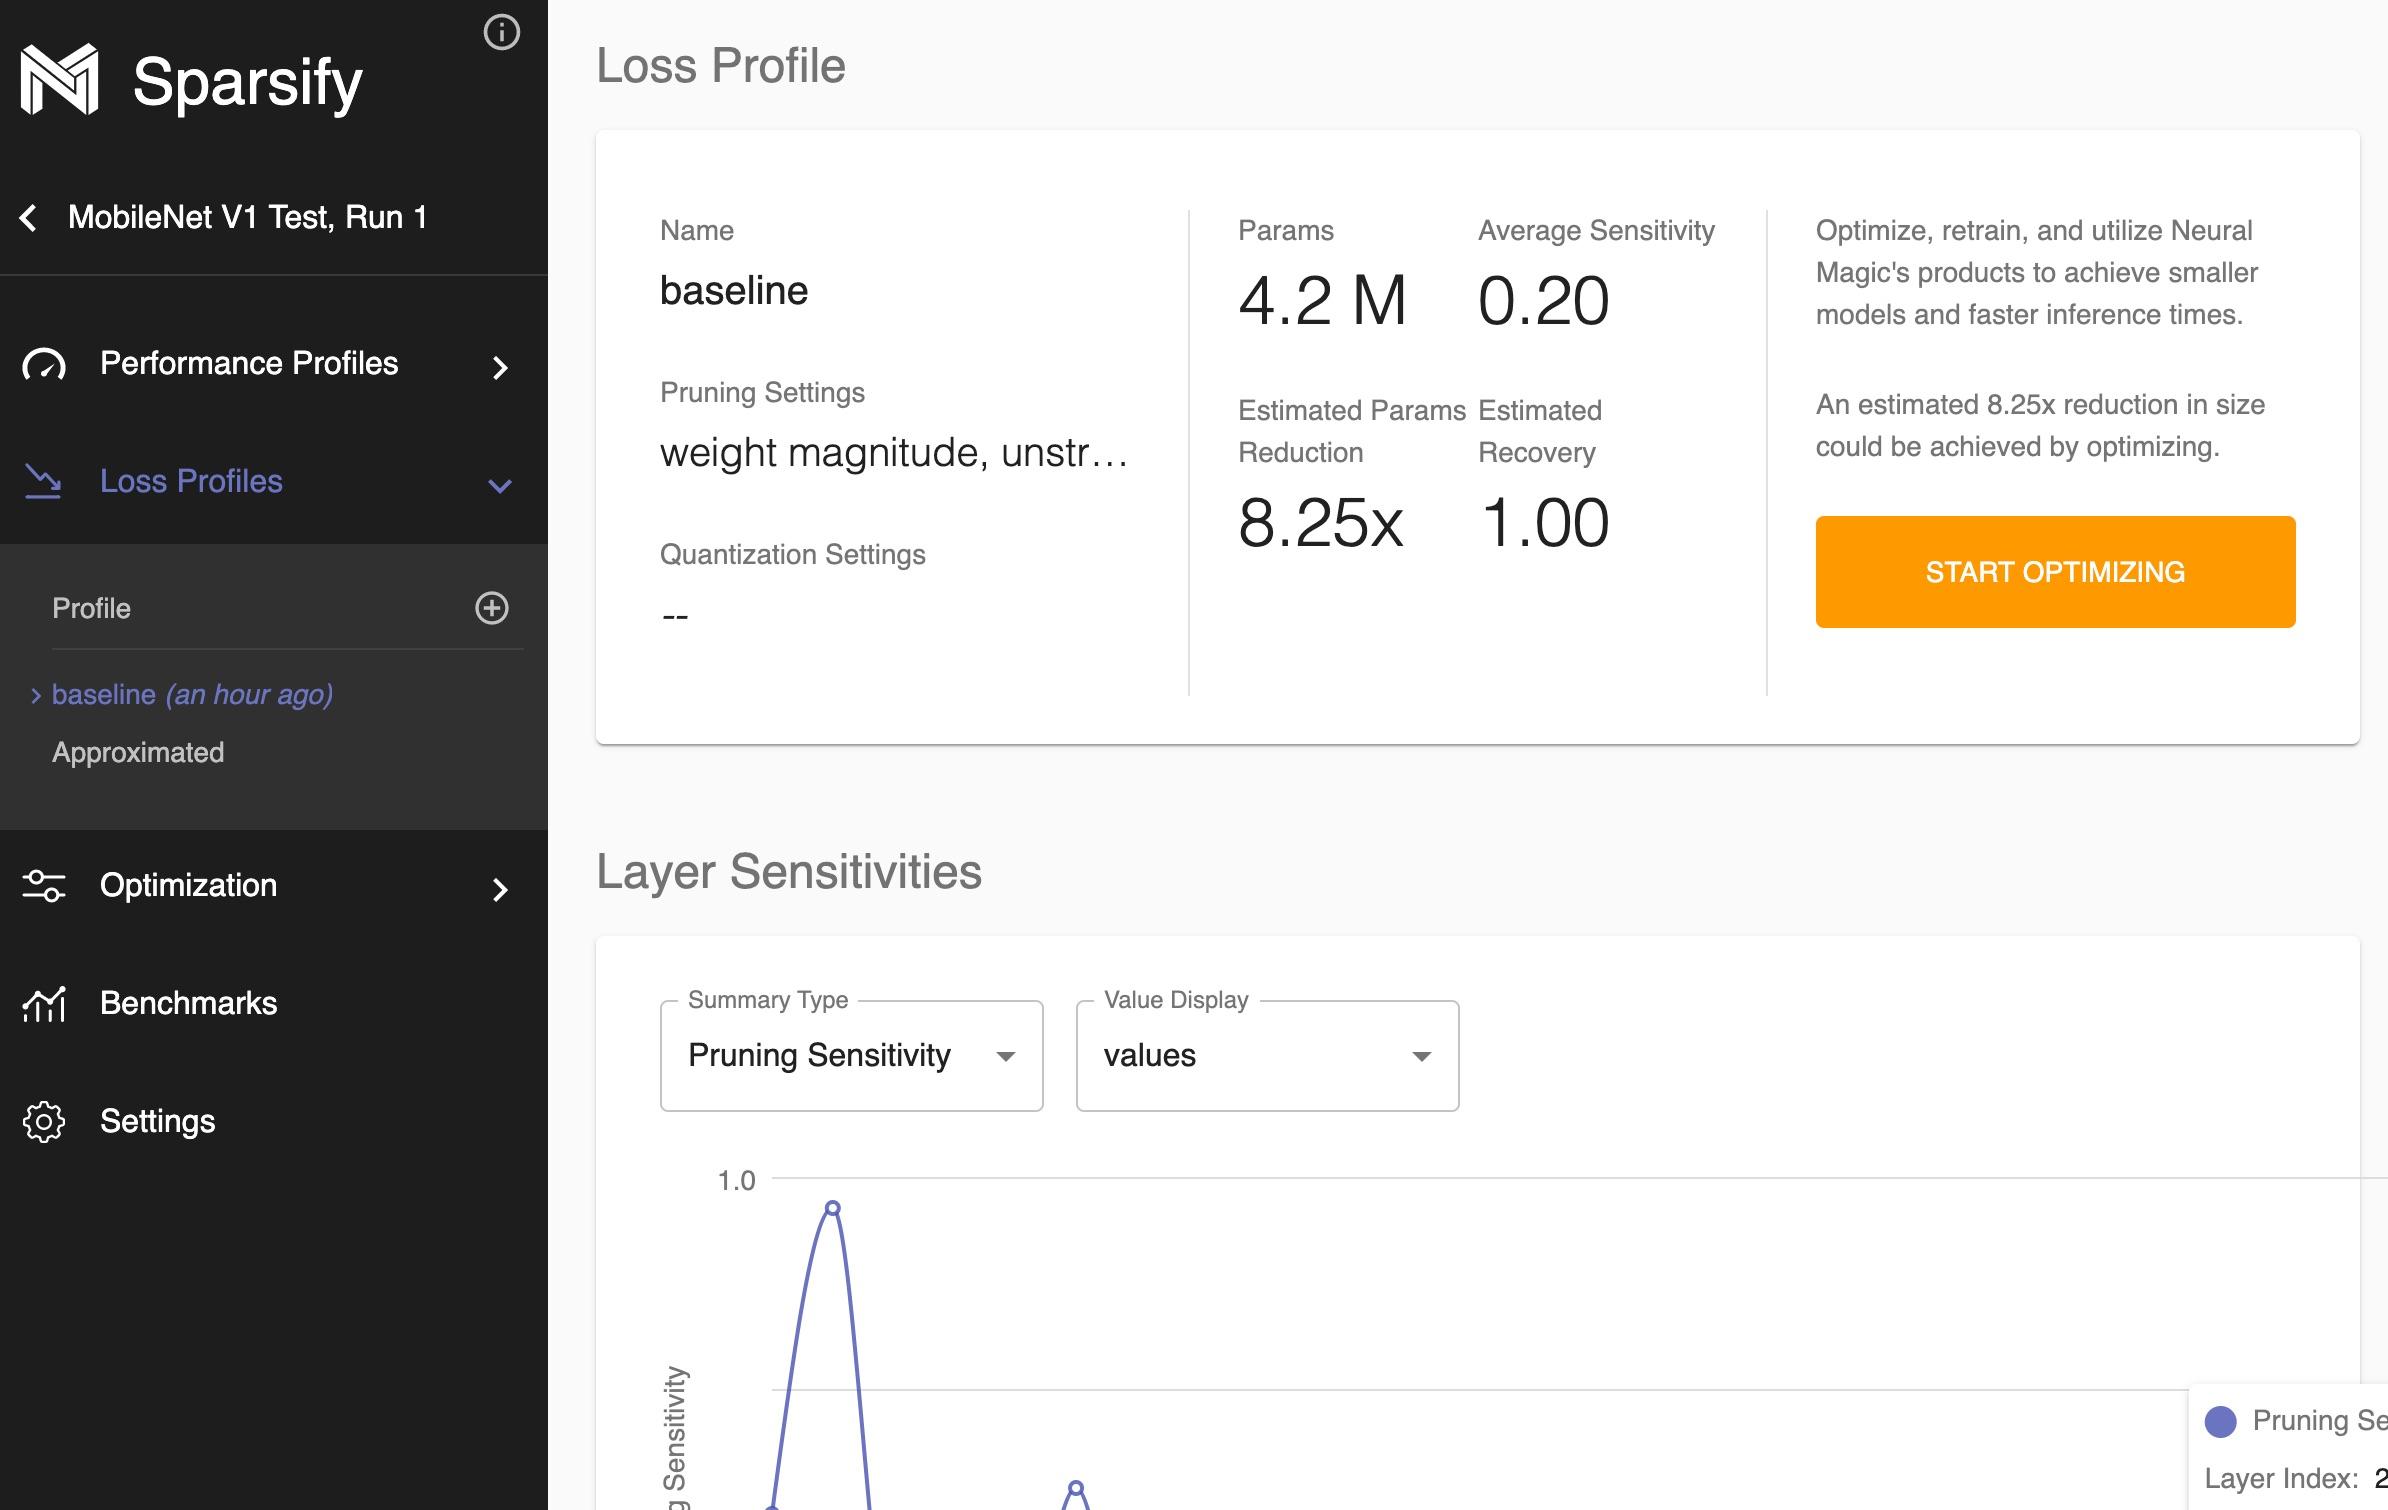 Sparsify
MobileNet V1 Test, Run 1
Performance Profiles
Loss Profiles
Profile
baseline (an hour ago)
Approximated
Optimization
Benchmarks
Settings
Loss Profile
Name
baseline
Pruning Settings
weight magnitude, unstr...
Quantization Settings
--
Params
4.2 M
Average Sensitivity
0.20
Estimated Params
Reduction
8.25x
Estimated
Recovery
1.00
Optimize, retrain, and utilize Neural
Magic's products to achieve smaller
models and faster inference times.
An estimated 8.25x reduction in size
could be achieved by optimizing.
START OPTIMIZING
Layer Sensitivities
Summary Type
Pruning Sensitivity
Value Display
values
1.0
Sensitivity
Pruning Se
Layer Index: 2